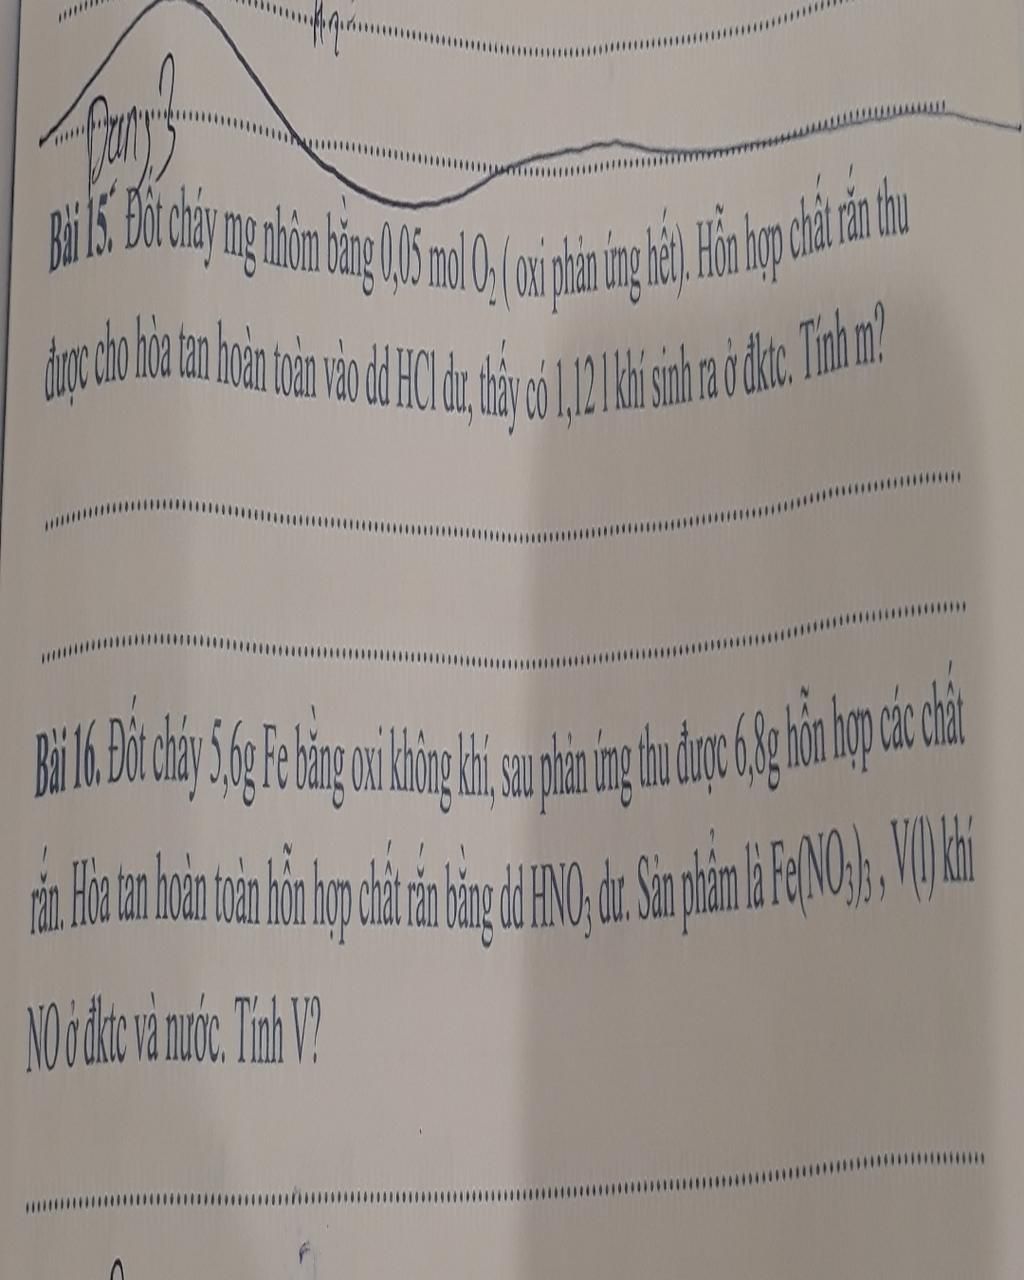 Dạng 3
Bài 15. Đốt cháy mg nhôm bằng 0,05 mol O₂ ( oxi phản ứng hết). Hỗn hợp chất rắn thu
được cho hòa tan hoàn toàn vào dd HCl dư, thấy có 1,12 l khí sinh ra ở đktc. Tính m?
Bài 16. Đốt cháy 5,6g Fe bằng oxi không khí, sau phản ứng thu được 6,8g hỗn hợp các chất
rắn. Hòa tan hoàn toàn hỗn hợp chất rắn bằng dd HNO₃ dư. Sản phẩm là Fe(NO₃)₃ , V(l) khí
NO ở đktc và nước. Tính V?